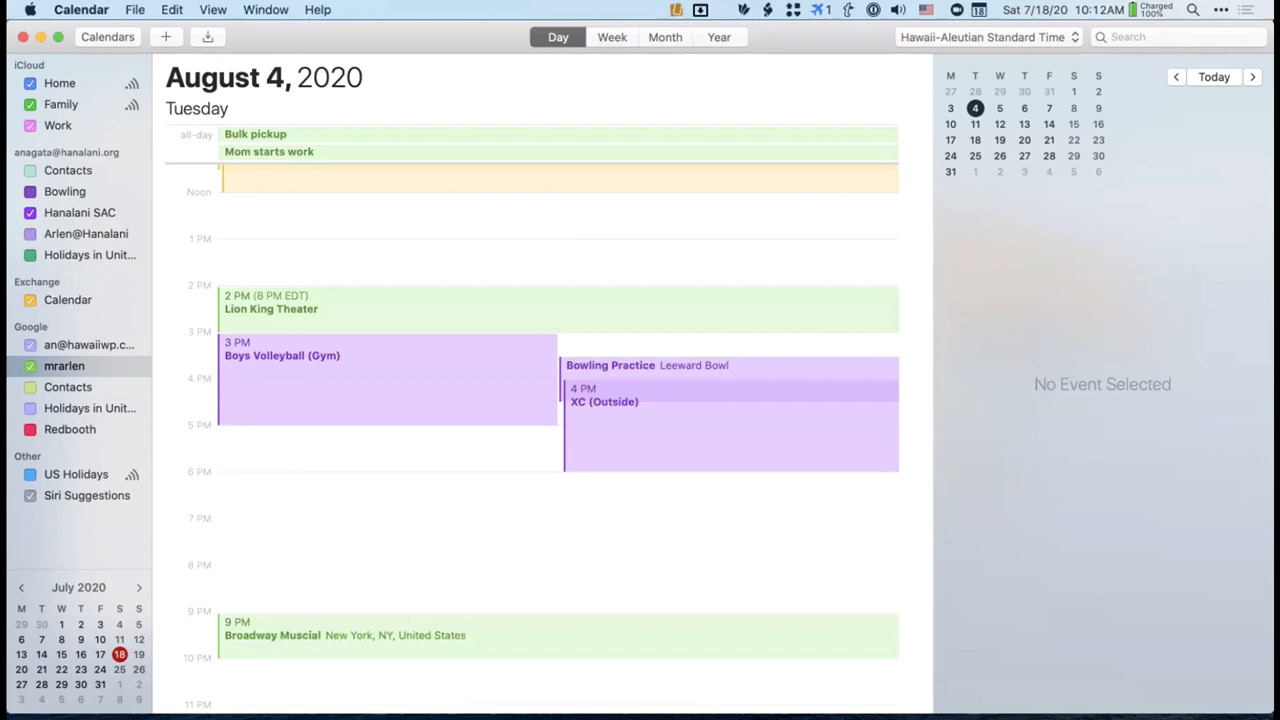 Calendar File Edit View Window Help 1 18 Sat 7/18/20 10:12AM Charged 100%
Calendars + Day Week Month Year Hawaii-Aleutian Standard Time Search
iCloud
Home
Family
Work
anagata@hanalani.org
Contacts
Bowling
Hanalani SAC
Arlen@Hanalani
Holidays in Unit...
Exchange
Calendar
Google
an@hawaiiwp.c...
mrarlen
Contacts
Holidays in Unit...
Redbooth
Other
US Holidays
Siri Suggestions
< July 2020 >
M T W T F S S
29 30 1 2 3 4 5
6 7 8 9 10 11 12
13 14 15 16 17 18 19
20 21 22 23 24 25 26
27 28 29 30 31 1 2
3 4 5 6 7 8 9
August 4, 2020
Tuesday
all-day Bulk pickup
Mom starts work
Noon
1 PM
2 PM
2 PM (8 PM EDT)
Lion King Theater
3 PM
3 PM
Boys Volleyball (Gym)
Bowling Practice Leeward Bowl
4 PM
4 PM
XC (Outside)
5 PM
6 PM
7 PM
8 PM
9 PM
9 PM
Broadway Muscial New York, NY, United States
10 PM
11 PM
M T W T F S S
27 28 29 30 31 1 2
3 4 5 6 7 8 9
10 11 12 13 14 15 16
17 18 19 20 21 22 23
24 25 26 27 28 29 30
31 1 2 3 4 5 6
< Today >
No Event Selected